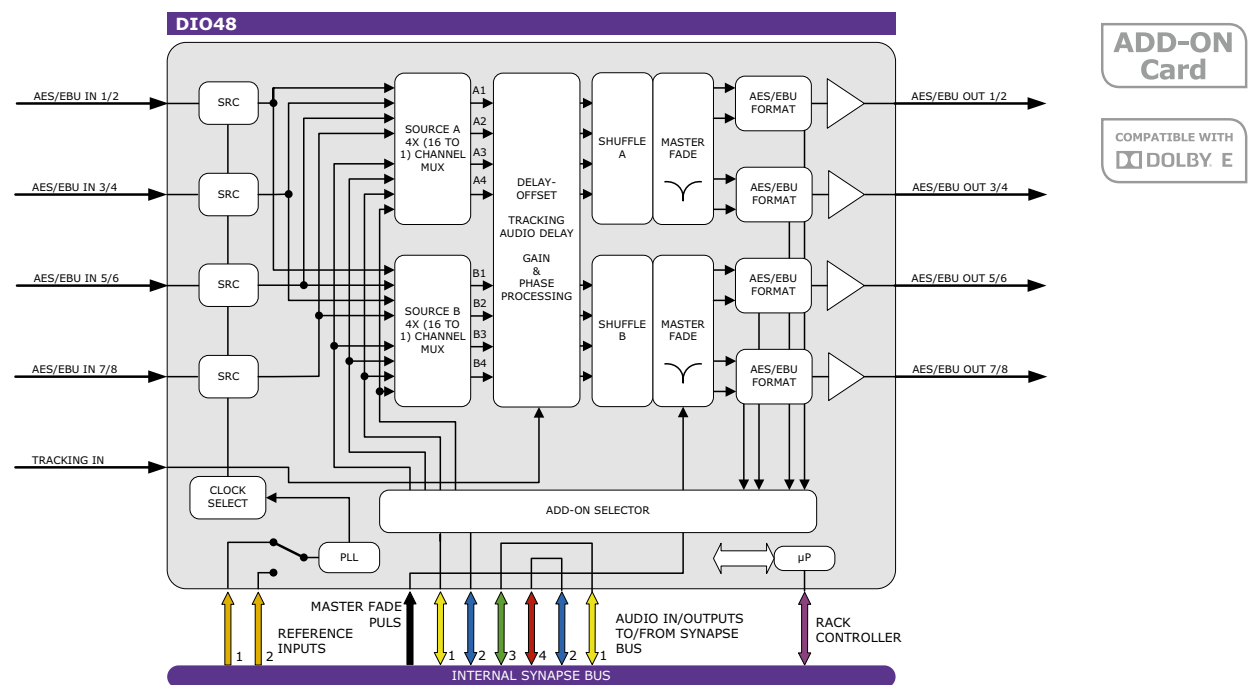 DIO48
ADD-ON
Card
COMPATIBLE WITH
DOLBY E
AES/EBU IN 1/2
AES/EBU IN 3/4
AES/EBU IN 5/6
AES/EBU IN 7/8
TRACKING IN
SRC
SRC
SRC
SRC
CLOCK
SELECT
PLL
SOURCE A
4X (16 TO
1) CHANNEL
MUX
A1
A2
A3
A4
SOURCE B
4X (16 TO
1) CHANNEL
MUX
B1
B2
B3
B4
DELAY-
OFFSET
TRACKING
AUDIO DELAY
GAIN
&
PHASE
PROCESSING
SHUFFLE
A
MASTER
FADE
SHUFFLE
B
MASTER
FADE
AES/EBU
FORMAT
AES/EBU
FORMAT
AES/EBU
FORMAT
AES/EBU
FORMAT
AES/EBU OUT 1/2
AES/EBU OUT 3/4
AES/EBU OUT 5/6
AES/EBU OUT 7/8
ADD-ON SELECTOR
µP
REFERENCE
INPUTS
1
2
MASTER FADE
PULS
1
2
3
4
2
1
AUDIO IN/OUTPUTS
TO/FROM SYNAPSE
BUS
RACK
CONTROLLER
INTERNAL SYNAPSE BUS